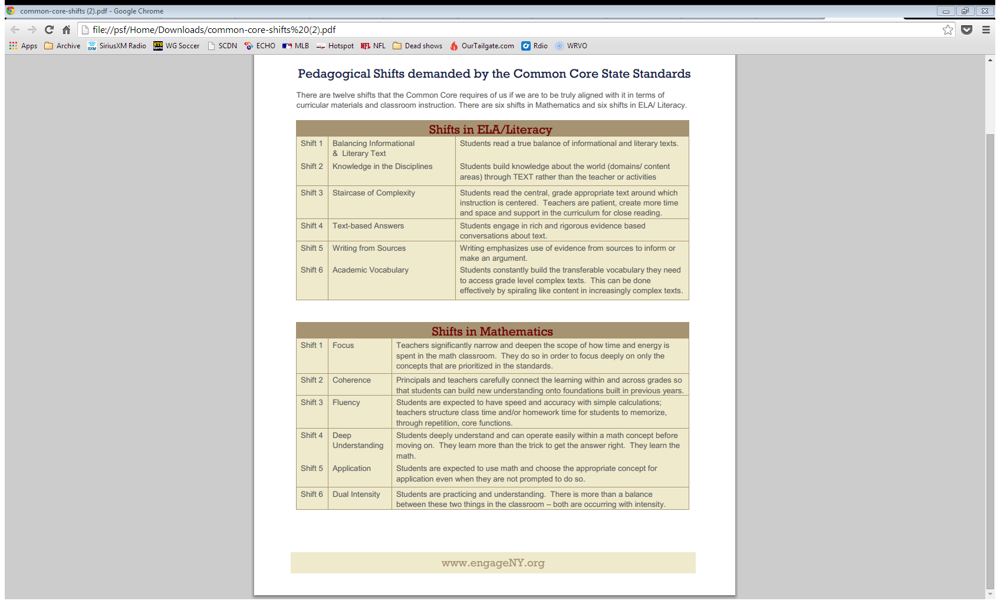 common-core-shifts (2).pdf - Google Chrome
file://psf/Home/Downloads/common-core-shifts%20(2).pdf
Apps Archive SiriusXM Radio WG Soccer SCDN ECHO MLB Hotspot NFL NFL Dead shows OurTailgate.com Rdio WRVO
Pedagogical Shifts demanded by the Common Core State Standards
There are twelve shifts that the Common Core requires of us if we are to be truly aligned with it in terms of
curricular materials and classroom instruction. There are six shifts in Mathematics and six shifts in ELA/ Literacy.
Shifts in ELA/Literacy
Shift 1 Balancing Informational Students read a true balance of informational and literary texts.
& Literary Text
Shift 2 Knowledge in the Disciplines Students build knowledge about the world (domains/ content
areas) through TEXT rather than the teacher or activities
Shift 3 Staircase of Complexity Students read the central, grade appropriate text around which
instruction is centered. Teachers are patient, create more time
and space and support in the curriculum for close reading.
Shift 4 Text-based Answers Students engage in rich and rigorous evidence based
conversations about text.
Shift 5 Writing from Sources Writing emphasizes use of evidence from sources to inform or
make an argument.
Shift 6 Academic Vocabulary Students constantly build the transferable vocabulary they need
to access grade level complex texts. This can be done
effectively by spiraling like content in increasingly complex texts.
Shifts in Mathematics
Shift 1 Focus Teachers significantly narrow and deepen the scope of how time and energy is
spent in the math classroom. They do so in order to focus deeply on only the
concepts that are prioritized in the standards.
Shift 2 Coherence Principals and teachers carefully connect the learning within and across grades so
that students can build new understanding onto foundations built in previous years.
Shift 3 Fluency Students are expected to have speed and accuracy with simple calculations;
teachers structure class time and/or homework time for students to memorize,
through repetition, core functions.
Shift 4 Deep Students deeply understand and can operate easily within a math concept before
Understanding moving on. They learn more than the trick to get the answer right. They learn the
math.
Shift 5 Application Students are expected to use math and choose the appropriate concept for
application even when they are not prompted to do so.
Shift 6 Dual Intensity Students are practicing and understanding. There is more than a balance
between these two things in the classroom – both are occurring with intensity.
www.engageNY.org